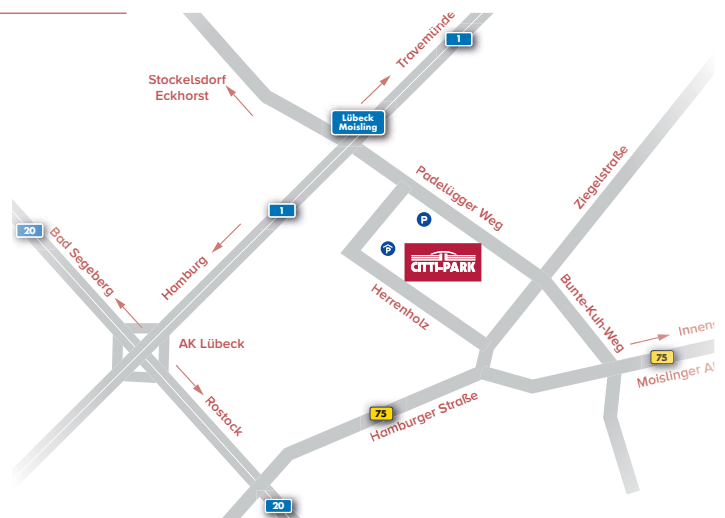 Travemünde
1
Stockelsdorf
Eckhorst
Lübeck
Moisling
Padelügger Weg
Ziegelstraße
1
P
20
Bad Segeberg
Hamburg
P
CITTI-PARK
Herrenholz
Bunte-Kuh-Weg
AK Lübeck
75
Moislinger
Rostock
75
Hamburger Straße
20